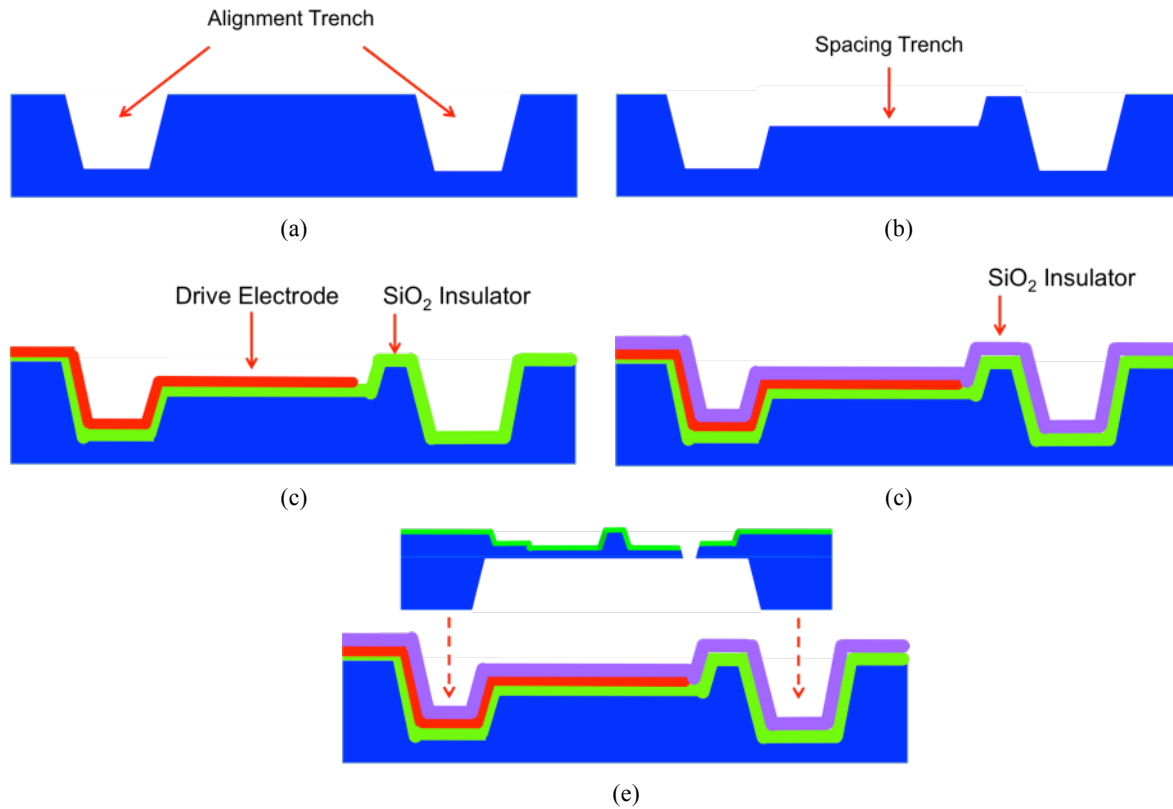 Alignment Trench
Spacing Trench
(a)
(b)
Drive Electrode
SiO₂ Insulator
SiO₂ Insulator
(c)
(c)
(e)